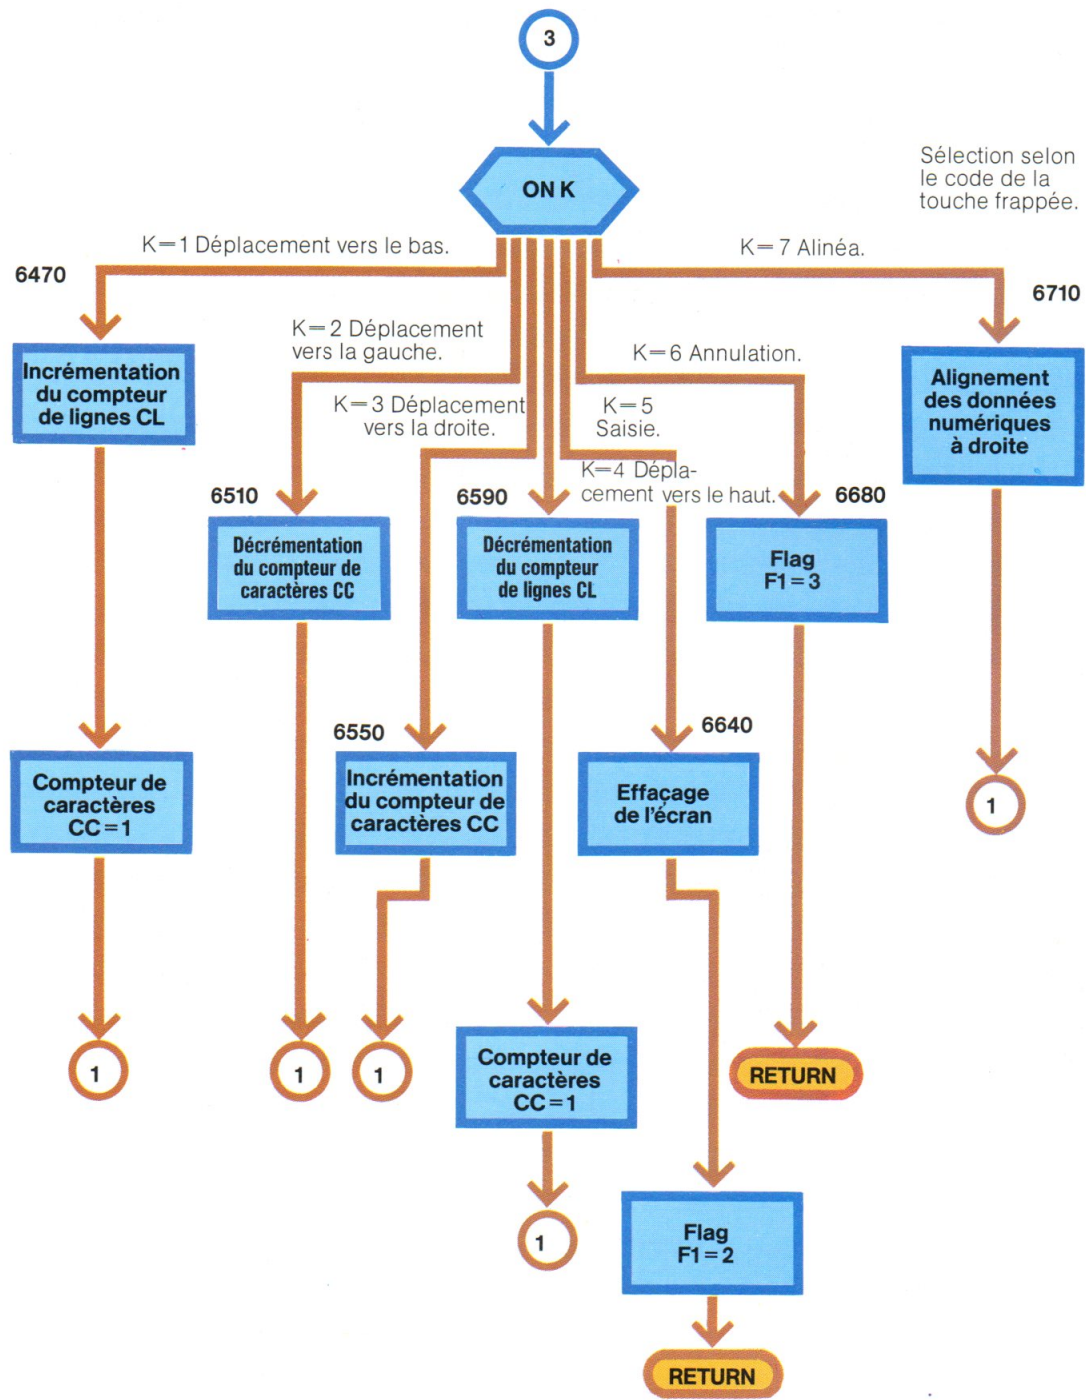 3
ON K
Sélection selon
le code de la
touche frappée.
K=1 Déplacement vers le bas.
K=7 Alinéa.
6470
6710
K=2 Déplacement
vers la gauche.
K=6 Annulation.
Incrémentation
du compteur
de lignes CL
Alignement
des données
numériques
à droite
K=3 Déplacement
vers la droite.
K=5
Saisie.
K=4 Dépla-
cement vers le haut.
6510
6590
6680
Décrémentation
du compteur de
caractères CC
Décrémentation
du compteur
de lignes CL
Flag
F1=3
6550
6640
Compteur de
caractères
CC=1
Incrémentation
du compteur de
caractères CC
Effaçage
de l'écran
1
1
1
1
Compteur de
caractères
CC=1
RETURN
1
Flag
F1=2
RETURN